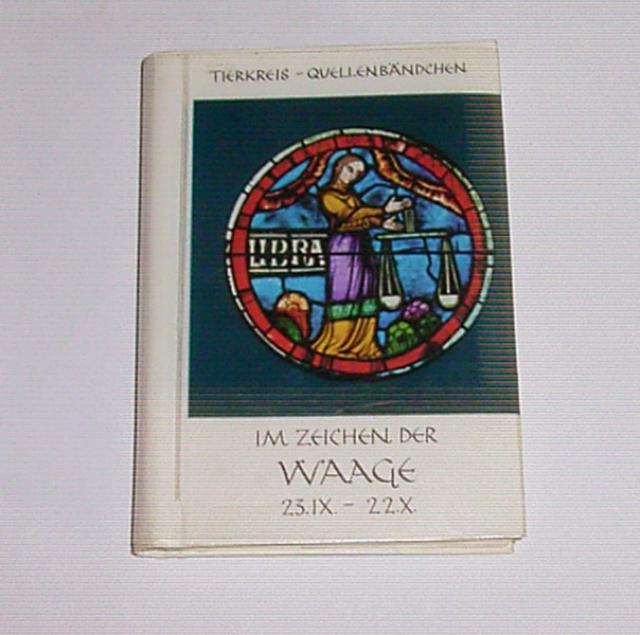 TIERKREIS - QUELLENBÄNDCHEN
LIBRA
IM ZEICHEN DER
WAAGE
23.IX. - 22.X.